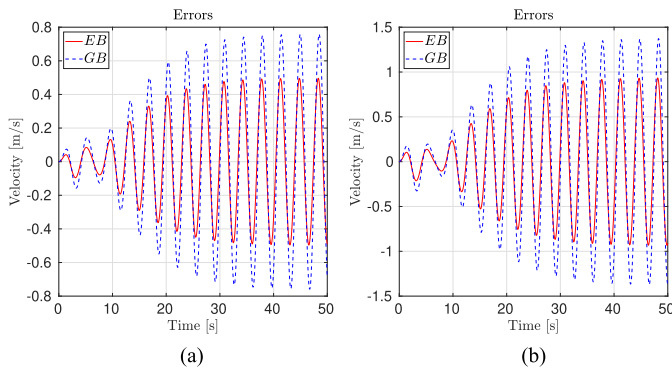 Errors
EB
GB
0.8
0.6
0.4
0.2
0
-0.2
-0.4
-0.6
-0.8
Velocity [m/s]
0 10 20 30 40 50
Time [s]
(a)
Errors
EB
GB
1.5
1
0.5
0
-0.5
-1
-1.5
Velocity [m/s]
0 10 20 30 40 50
Time [s]
(b)